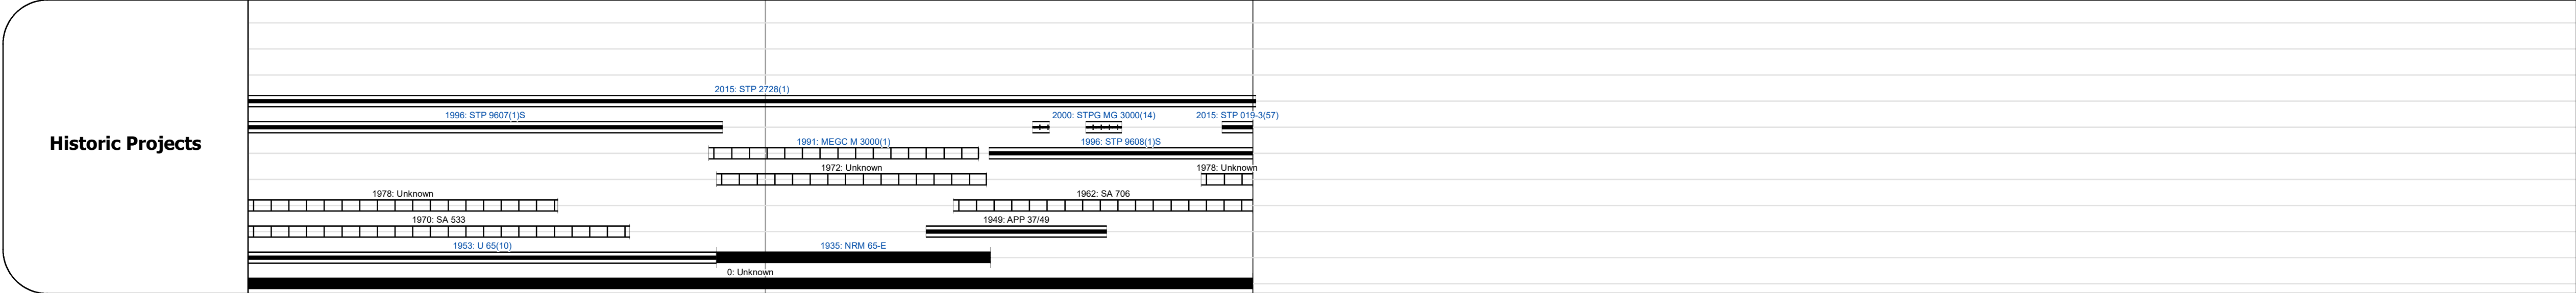 2015: STP 2728(1)
1996: STP 9607(1)S
2000: STPG MG 3000(14)
2015: STP 019-3(57)
1991: MEGC M 3000(1)
1996: STP 9608(1)S
Historic Projects
1972: Unknown
1978: Unknown
1978: Unknown
1962: SA 706
1970: SA 533
1949: APP 37/49
1953: U 65(10)
1935: NRM 65-E
0: Unknown